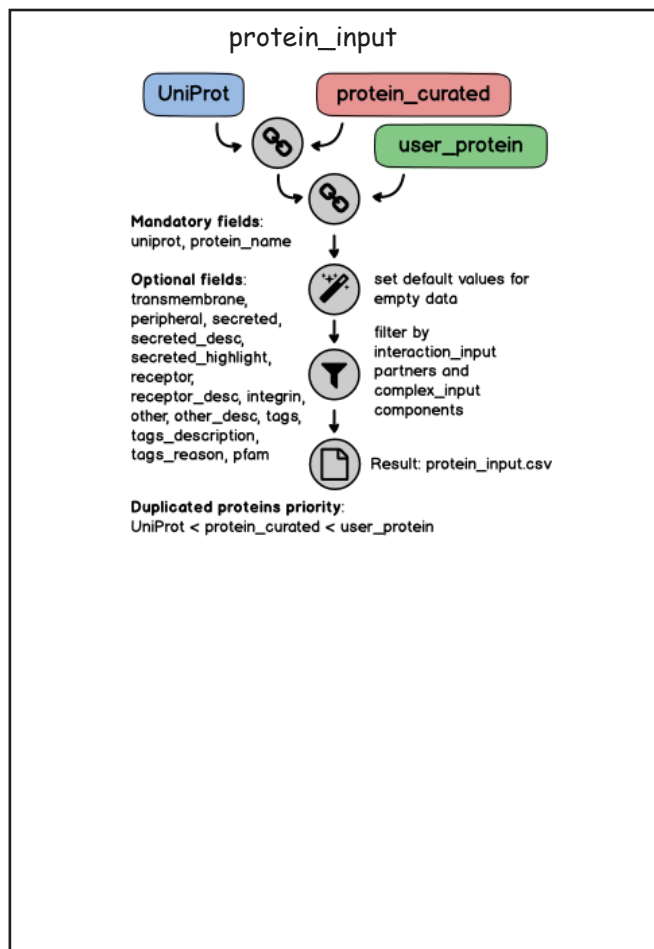 protein_input
UniProt
protein_curated
user_protein
Mandatory fields:
uniprot, protein_name
Optional fields:
transmembrane,
peripheral, secreted,
secreted_desc,
secreted_highlight,
receptor,
receptor_desc, integrin,
other, other_desc, tags,
tags_description,
tags_reason, pfam
set default values for
empty data
filter by
interaction_input
partners and
complex_input
components
Result: protein_input.csv
Duplicated proteins priority:
UniProt < protein_curated < user_protein